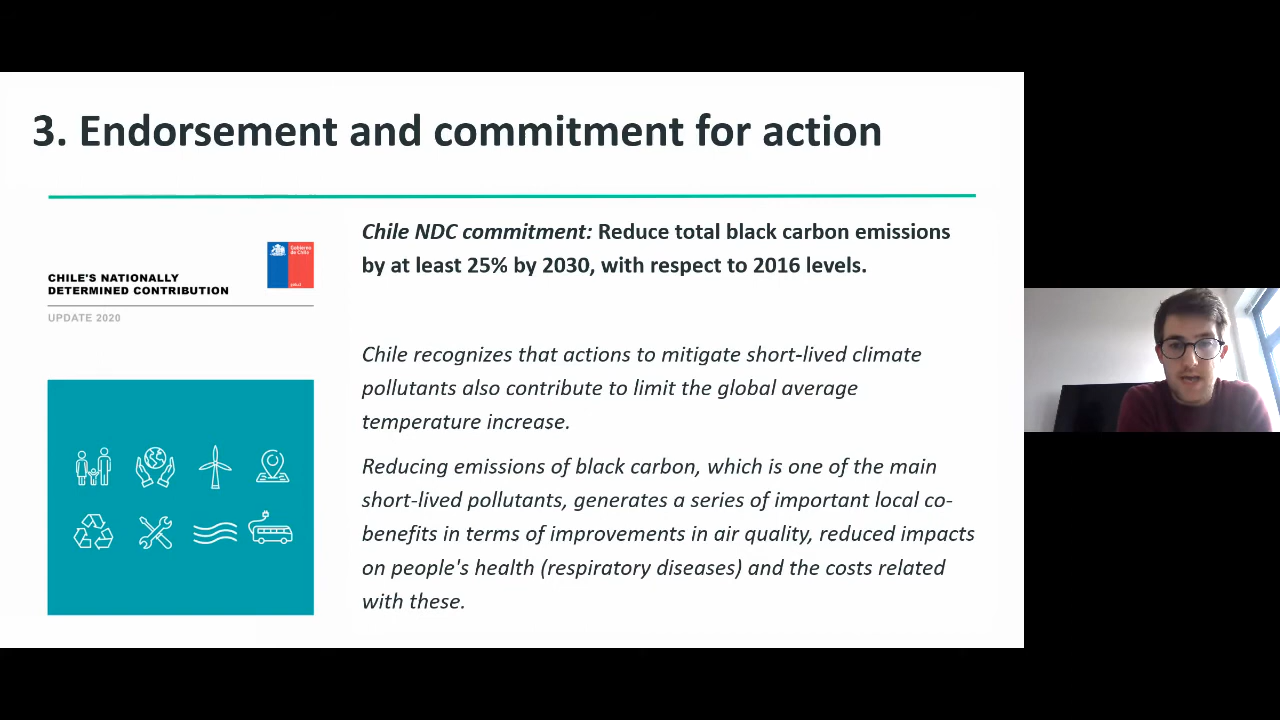 3. Endorsement and commitment for action
CHILE'S NATIONALLY
DETERMINED CONTRIBUTION
UPDATE 2020
Gobierno
de Chile
Chile NDC commitment: Reduce total black carbon emissions
by at least 25% by 2030, with respect to 2016 levels.
Chile recognizes that actions to mitigate short-lived climate
pollutants also contribute to limit the global average
temperature increase.
Reducing emissions of black carbon, which is one of the main
short-lived pollutants, generates a series of important local co-
benefits in terms of improvements in air quality, reduced impacts
on people's health (respiratory diseases) and the costs related
with these.